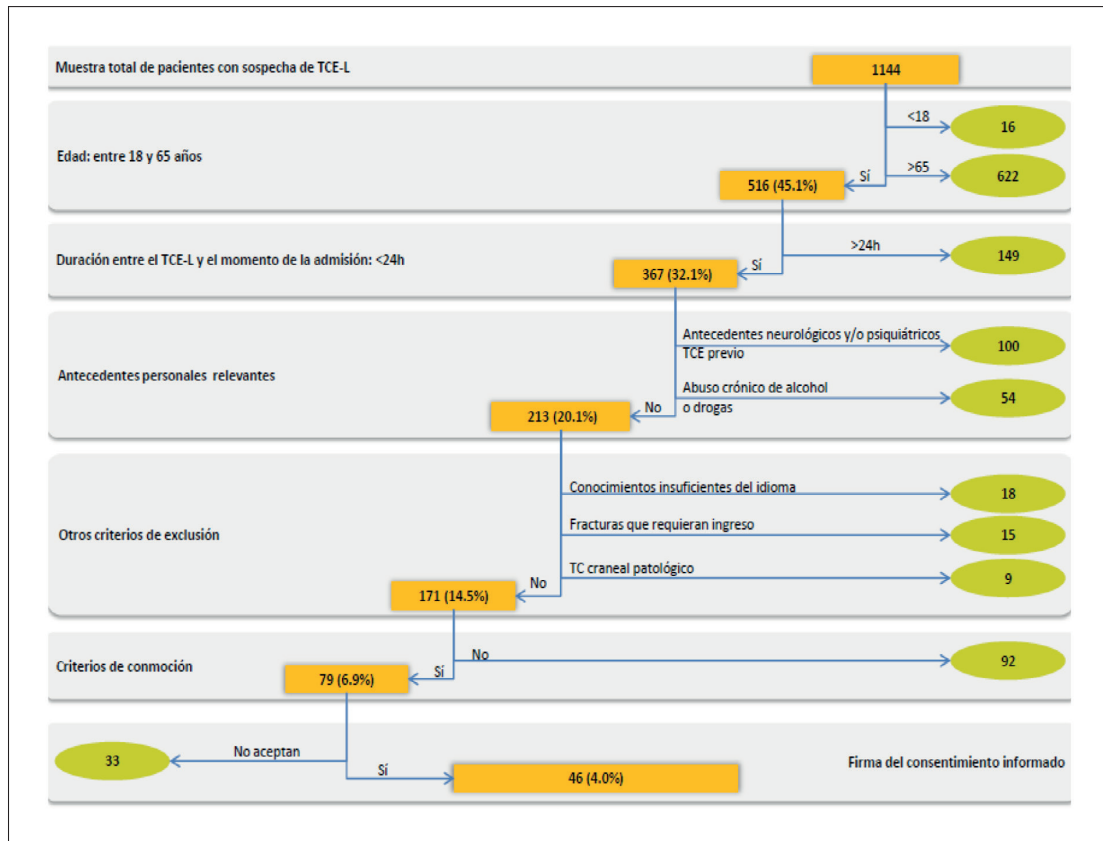 Muestra total de pacientes con sospecha de TCE-L
1144
<18
16
Edad: entre 18 y 65 años
>65
622
Sí
516 (45.1%)
>24h
149
Duración entre el TCE-L y el momento de la admisión: <24h
Sí
367 (32.1%)
Antecedentes neurológicos y/o psiquiátricos
TCE previo
100
Antecedentes personales relevantes
Abuso crónico de alcohol
o drogas
54
No
213 (20.1%)
Conocimientos insuficientes del idioma
18
Otros criterios de exclusión
Fracturas que requieran ingreso
15
TC craneal patológico
9
No
171 (14.5%)
No
92
Criterios de conmoción
Sí
79 (6.9%)
No aceptan
33
Firma del consentimiento informado
Sí
46 (4.0%)